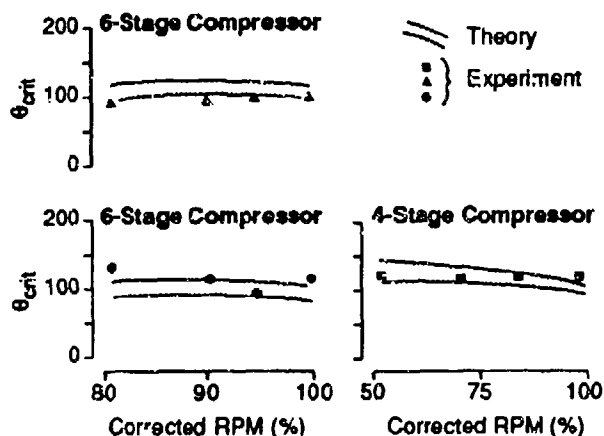 6-Stage Compressor
200
100
0
θcrit
Theory
Experiment
6-Stage Compressor
200
100
0
θcrit
80
90
100
Corrected RPM (%)
4-Stage Compressor
50
75
100
Corrected RPM (%)